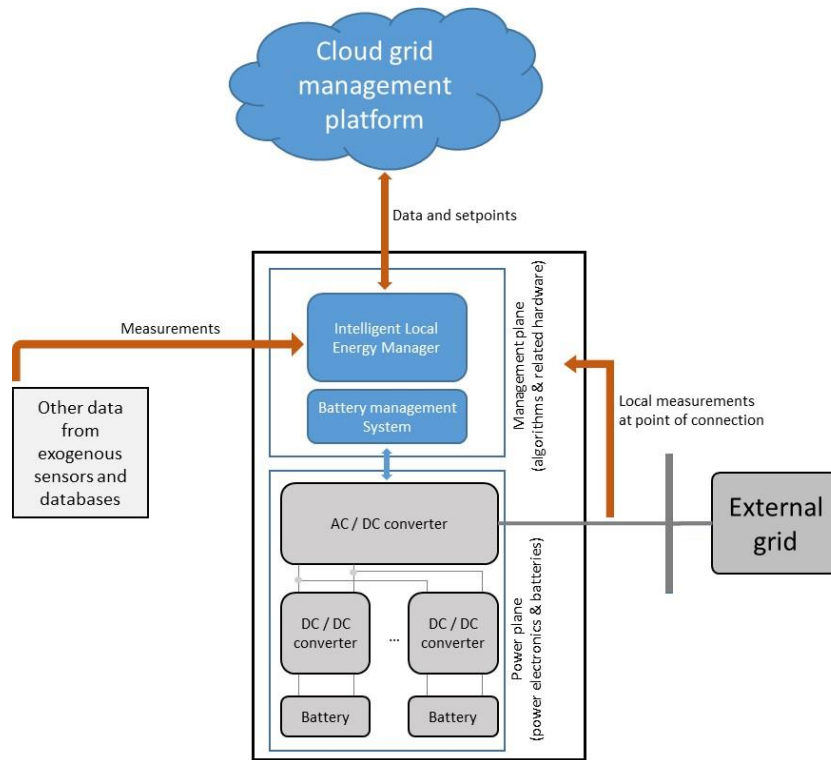 Cloud grid
management
platform
Data and setpoints
Measurements
Intelligent Local
Energy Manager
Battery management
System
Management plane
(algorithms & related hardware)
Local measurements
at point of connection
Other data
from
exogenous
sensors and
databases
AC / DC converter
External
grid
DC / DC
converter
...
DC / DC
converter
Battery
Battery
Power plane
(power electronics & batteries)